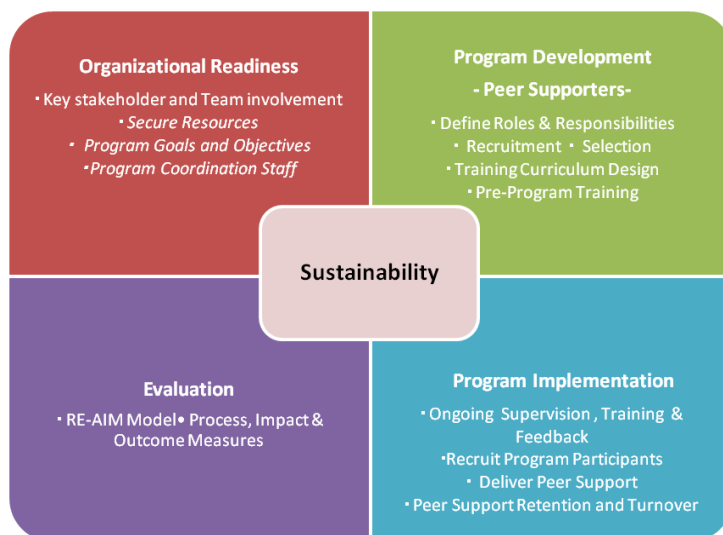 Organizational Readiness
· Key stakeholder and Team involvement
· Secure Resources
· Program Goals and Objectives
· Program Coordination Staff
Program Development
- Peer Supporters-
· Define Roles & Responsibilities
· Recruitment · Selection
· Training Curriculum Design
· Pre-Program Training
Sustainability
Evaluation
· RE-AIM Model• Process, Impact &
Outcome Measures
Program Implementation
· Ongoing Supervision , Training &
Feedback
·Recruit Program Participants
· Deliver Peer Support
· Peer Support Retention and Turnover